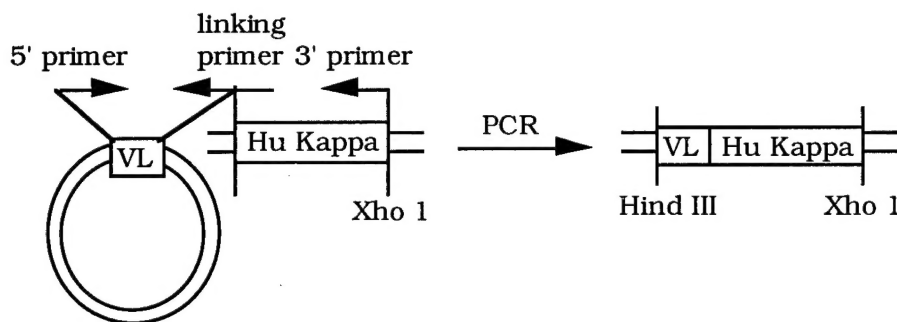 linking
5' primer
primer 3' primer
VL
Hu Kappa
PCR
VL
Hu Kappa
Xho 1
Hind III
Xho 1